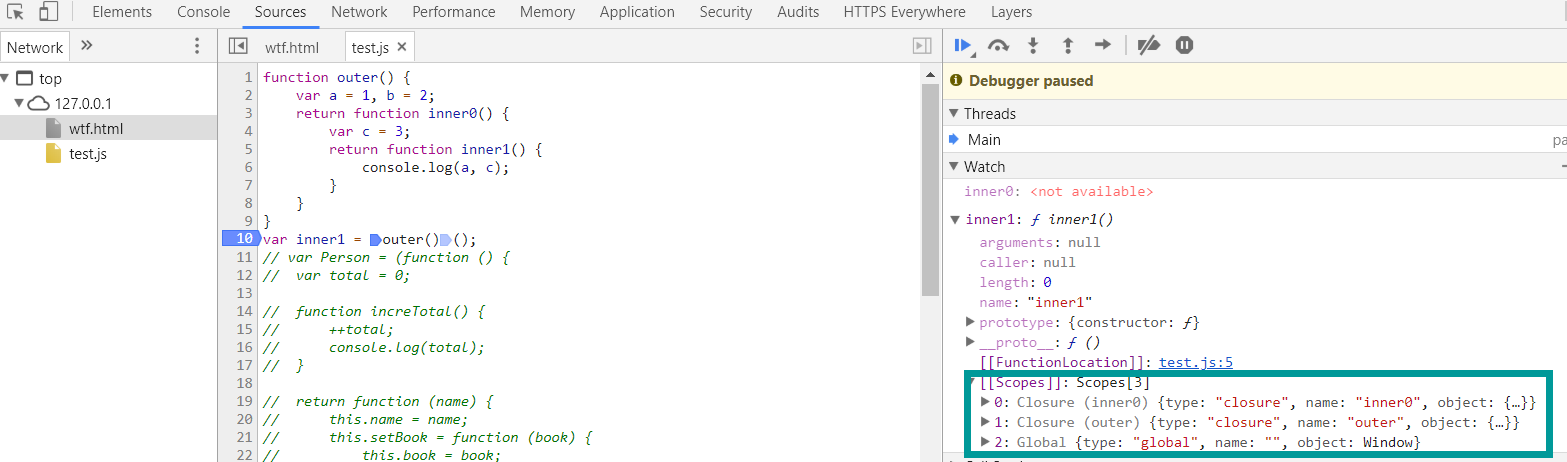 Elements Console Sources Network Performance Memory Application Security Audits HTTPS Everywhere Layers
Network
top
127.0.0.1
wtf.html
test.js
wtf.html test.js
1 function outer() {
2 var a = 1, b = 2;
3 return function inner0() {
4 var c = 3;
5 return function inner1() {
6 console.log(a, c);
7 }
8 }
9 }
10 var inner1 = outer()();
11 // var Person = (function () {
12 // var total = 0;
13
14 // function increTotal() {
15 // ++total;
16 // console.log(total);
17 // }
18
19 // return function (name) {
20 // this.name = name;
21 // this.setBook = function (book) {
22 // this.book = book;
Debugger paused
Threads
Main pa
Watch
inner0: <not available>
inner1: ƒ inner1()
arguments: null
caller: null
length: 0
name: "inner1"
prototype: {constructor: ƒ}
__proto__: ƒ ()
[[FunctionLocation]]: test.js:5
[[Scopes]]: Scopes[3]
0: Closure (inner0) {type: "closure", name: "inner0", object: {…}}
1: Closure (outer) {type: "closure", name: "outer", object: {…}}
2: Global {type: "global", name: "", object: Window}